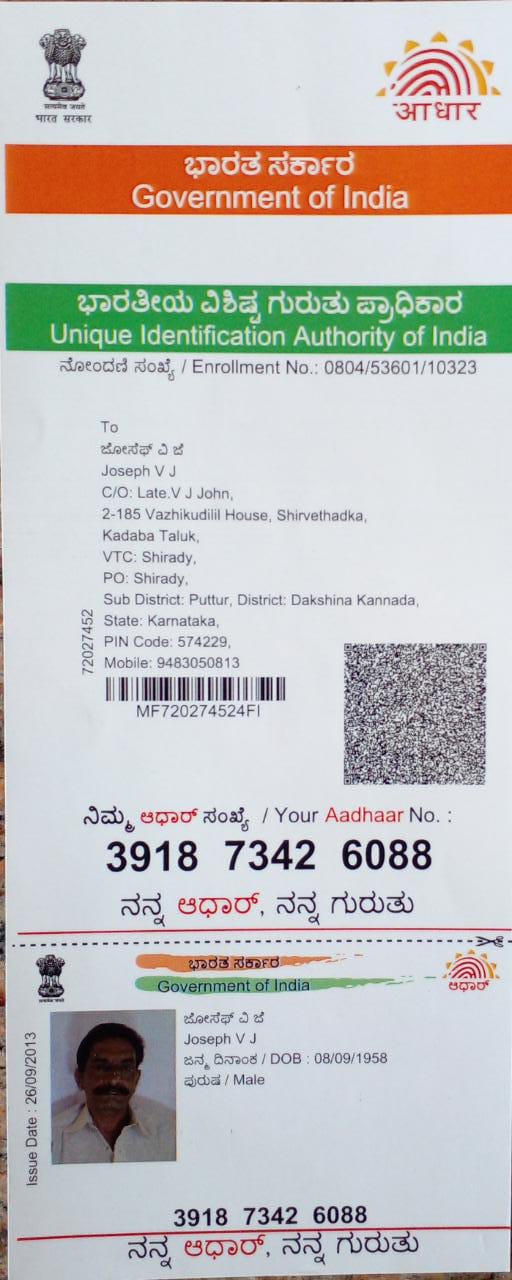 सत्यमेव जयते
भारत सरकार
आधार
ಭಾರತ ಸರ್ಕಾರ
Government of India
ಭಾರತೀಯ ವಿಶಿಷ್ಟ ಗುರುತು ಪ್ರಾಧಿಕಾರ
Unique Identification Authority of India
ನೋಂದಣಿ ಸಂಖ್ಯೆ / Enrollment No.: 0804/53601/10323
To
ಜೋಸೆಫ್ ವಿ ಜೆ
Joseph V J
C/O: Late.V J John,
2-185 Vazhikudilil House, Shirvethadka,
Kadaba Taluk,
VTC: Shirady,
PO: Shirady,
Sub District: Puttur, District: Dakshina Kannada,
State: Karnataka,
PIN Code: 574229,
Mobile: 9483050813
72027452
MF720274524FI
ನಿಮ್ಮ ಆಧಾರ್ ಸಂಖ್ಯೆ / Your Aadhaar No. :
3918 7342 6088
ನನ್ನ ಆಧಾರ್, ನನ್ನ ಗುರುತು
ಭಾರತ ಸರ್ಕಾರ
Government of India
ಆಧಾರ್
ಜೋಸೆಫ್ ವಿ ಜೆ
Joseph V J
ಜನ್ಮ ದಿನಾಂಕ / DOB : 08/09/1958
ಪುರುಷ / Male
Issue Date : 26/09/2013
3918 7342 6088
ನನ್ನ ಆಧಾರ್, ನನ್ನ ಗುರುತು